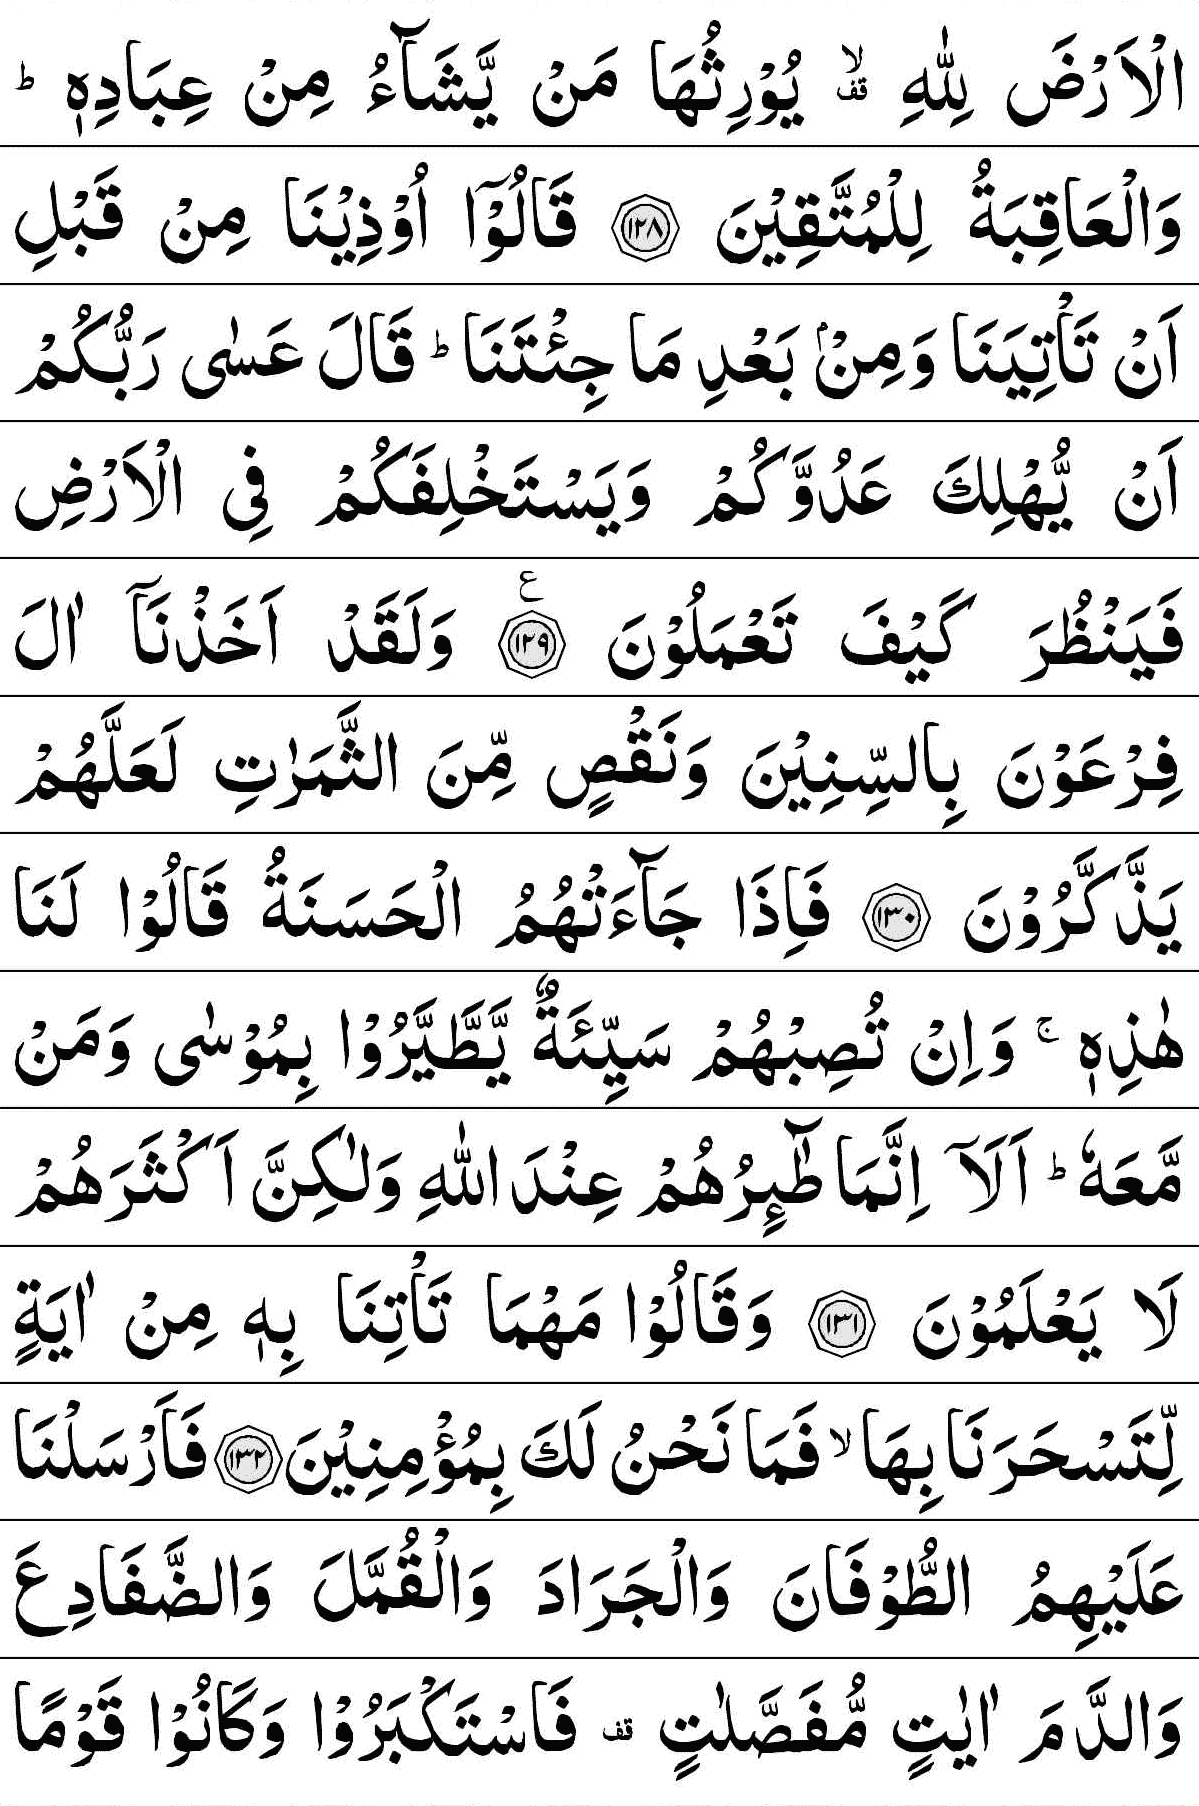 الْاَرْضَ لِلّٰهِ ۙ۫ یُوْرِثُهَا مَنْ یَّشَآءُ مِنْ عِبَادِهٖ ؕ
وَالْعَاقِبَةُ لِلْمُتَّقِیْنَ ۝۱۲۸ قَالُوْۤا اُوْذِیْنَا مِنْ قَبْلِ
اَنْ تَاْتِیَنَا وَمِنْۢ بَعْدِ مَا جِئْتَنَا ؕ قَالَ عَسٰی رَبُّكُمْ
اَنْ یُّهْلِكَ عَدُوَّكُمْ وَیَسْتَخْلِفَكُمْ فِی الْاَرْضِ
فَیَنْظُرَ كَیْفَ تَعْمَلُوْنَ ۝۱۲۹ ع وَلَقَدْ اَخَذْنَاۤ اٰلَ
فِرْعَوْنَ بِالسِّنِیْنَ وَنَقْصٍ مِّنَ الثَّمَرٰتِ لَعَلَّهُمْ
یَذَّكَّرُوْنَ ۝۱۳۰ فَاِذَا جَآءَتْهُمُ الْحَسَنَةُ قَالُوْا لَنَا
هٰذِهٖ ۚ وَاِنْ تُصِبْهُمْ سَیِّئَةٌ یَّطَّیَّرُوْا بِمُوْسٰی وَمَنْ
مَّعَهٗ ؕ اَلَاۤ اِنَّمَا طٰٓىِٕرُهُمْ عِنْدَ اللّٰهِ وَلٰكِنَّ اَكْثَرَهُمْ
لَا یَعْلَمُوْنَ ۝۱۳۱ وَقَالُوْا مَهْمَا تَاْتِنَا بِهٖ مِنْ اٰیَةٍ
لِّتَسْحَرَنَا بِهَا ۙ فَمَا نَحْنُ لَكَ بِمُؤْمِنِیْنَ ۝۱۳۲ فَاَرْسَلْنَا
عَلَیْهِمُ الطُّوْفَانَ وَالْجَرَادَ وَالْقُمَّلَ وَالضَّفَادِعَ
وَالدَّمَ اٰیٰتٍ مُّفَصَّلٰتٍ قف فَاسْتَكْبَرُوْا وَكَانُوْا قَوْمًا